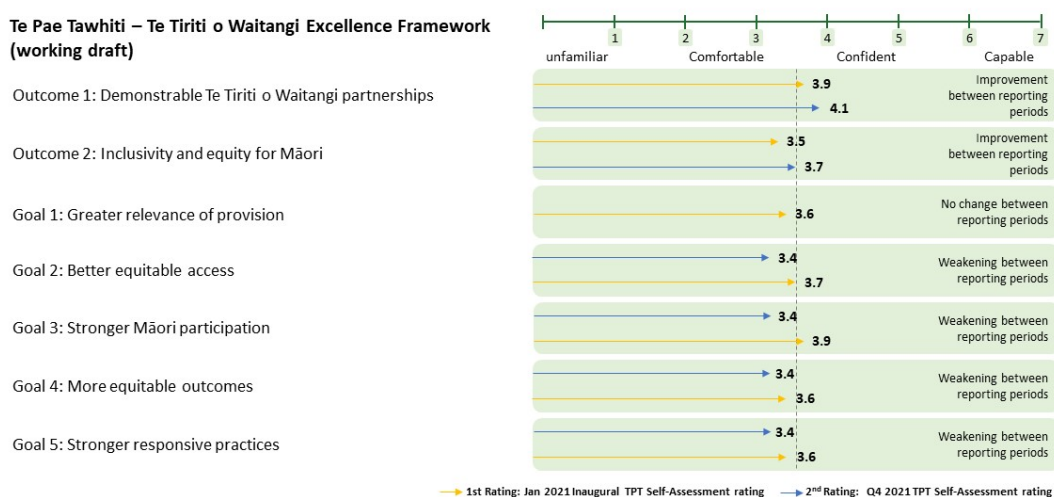 Te Pae Tawhiti – Te Tiriti o Waitangi Excellence Framework
(working draft)
1 2 3 4 5 6 7
unfamiliar Comfortable Confident Capable
Outcome 1: Demonstrable Te Tiriti o Waitangi partnerships
3.9
4.1
Improvement
between reporting
periods
Outcome 2: Inclusivity and equity for Māori
3.5
3.7
Improvement
between reporting
periods
Goal 1: Greater relevance of provision
3.6
No change between
reporting periods
Goal 2: Better equitable access
3.4
3.7
Weakening between
reporting periods
Goal 3: Stronger Māori participation
3.4
3.9
Weakening between
reporting periods
Goal 4: More equitable outcomes
3.4
3.6
Weakening between
reporting periods
Goal 5: Stronger responsive practices
3.4
3.6
Weakening between
reporting periods
1st Rating: Jan 2021 Inaugural TPT Self-Assessment rating 2nd Rating: Q4 2021 TPT Self-Assessment rating